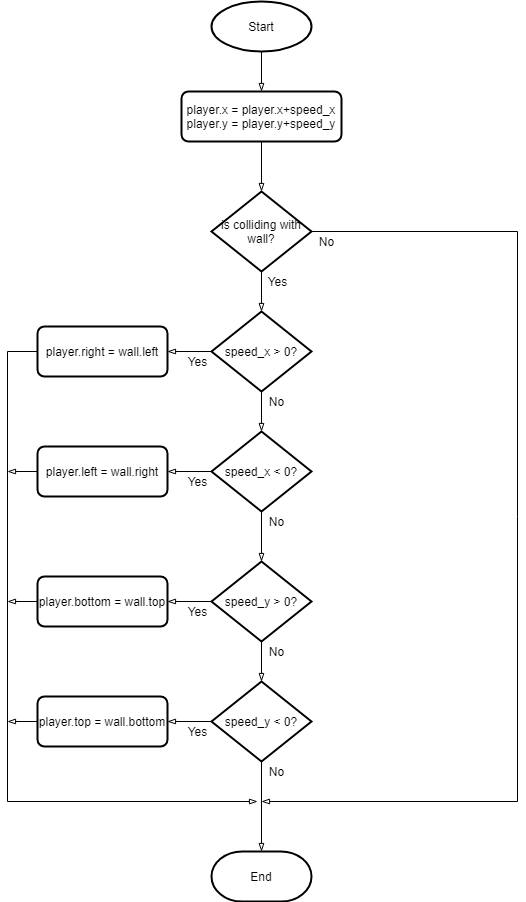 Start
player.x = player.x+speed_x
player.y = player.y+speed_y
is colliding with
wall?
No
Yes
player.right = wall.left
Yes
speed_x > 0?
No
player.left = wall.right
Yes
speed_x < 0?
No
player.bottom = wall.top
Yes
speed_y > 0?
No
player.top = wall.bottom
Yes
speed_y < 0?
No
End